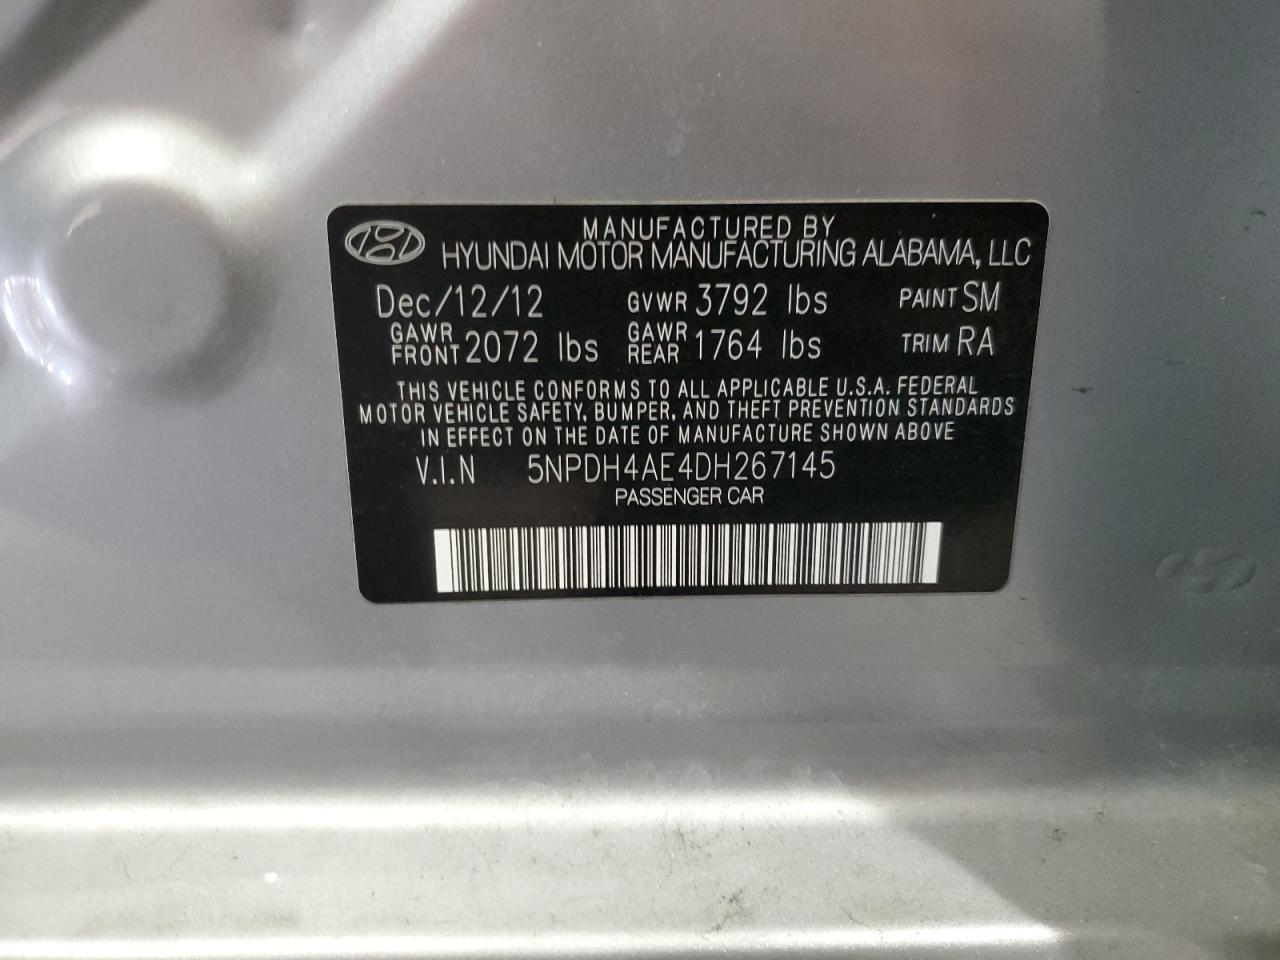 MANUFACTURED BY
HYUNDAI MOTOR MANUFACTURING ALABAMA, LLC
Dec/12/12 GVWR 3792 lbs PAINT SM
GAWR FRONT 2072 lbs GAWR REAR 1764 lbs TRIM RA
THIS VEHICLE CONFORMS TO ALL APPLICABLE U.S.A. FEDERAL
MOTOR VEHICLE SAFETY, BUMPER, AND THEFT PREVENTION STANDARDS
IN EFFECT ON THE DATE OF MANUFACTURE SHOWN ABOVE
V.I.N 5NPDH4AE4DH267145
PASSENGER CAR